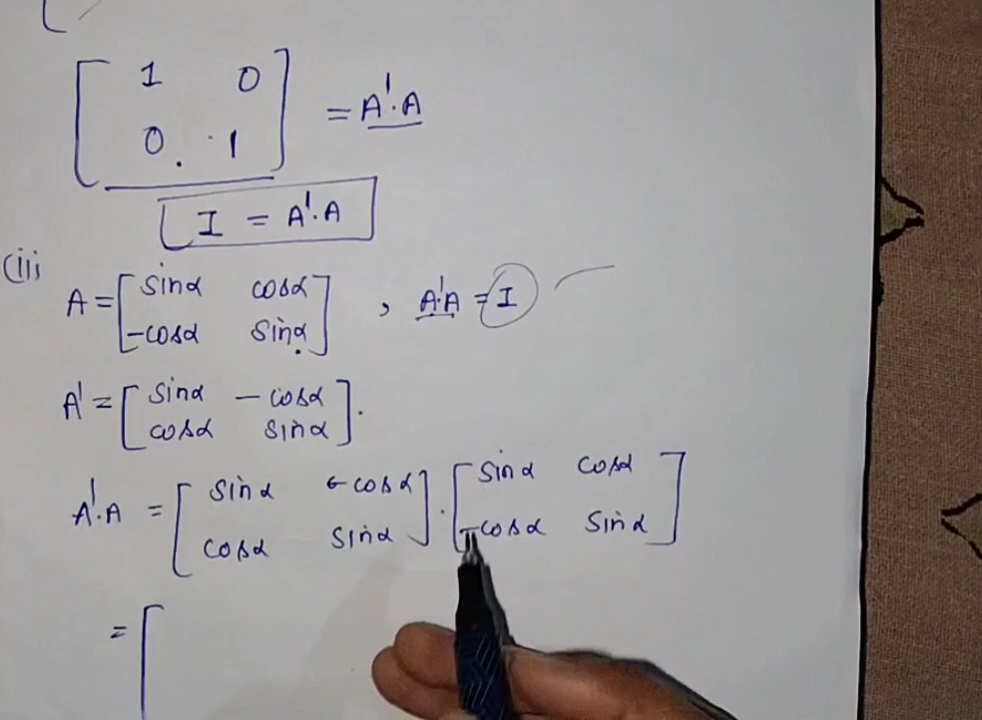 [ 1 0
0 . 1 ] = A'.A
I = A'.A
(ii)
A = [ sinα cosα
-cosα sinα ] , A'.A = I
A' = [ sinα - cosα
cosα sinα ].
A'.A = [ sinα -cosα
cosα sinα ] . [ sinα cosα
-cosα sinα ]
= [